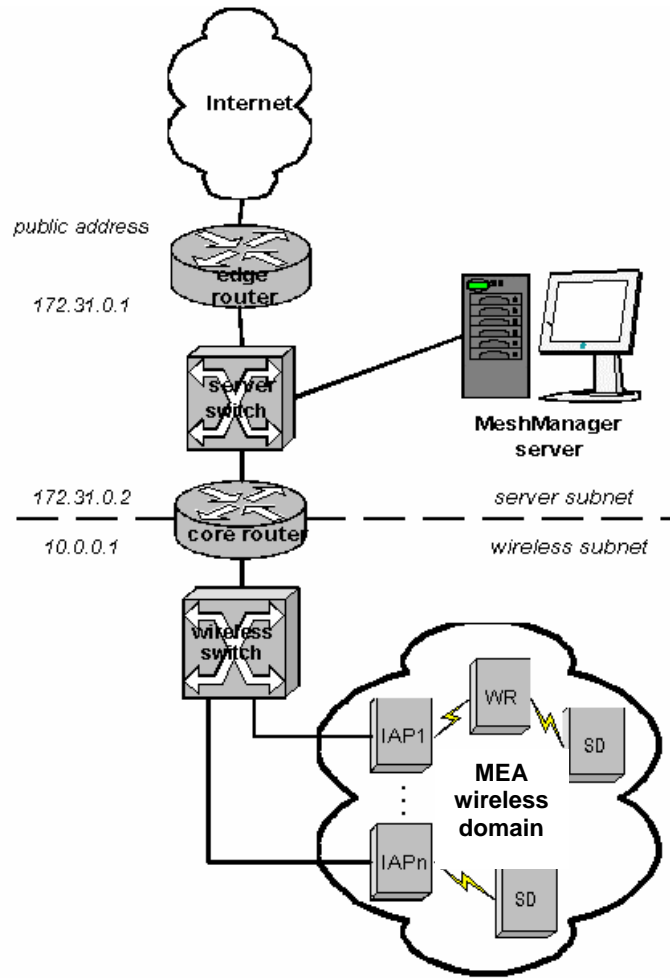 Internet
public address
edge
router
172.31.0.1
server
switch
MeshManager
server
172.31.0.2
server subnet
core router
10.0.0.1
wireless subnet
wireless
switch
IAP1
WR
SD
MEA
wireless
domain
IAPn
SD